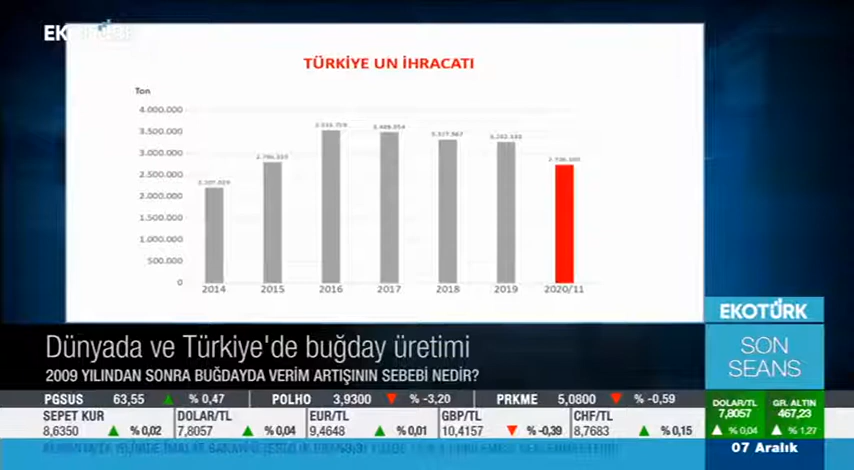 TÜRKİYE UN İHRACATI
Ton
4.000.000
3.500.000
3.000.000
2.500.000
2.000.000
1.500.000
1.000.000
500.000
0
2014 2015 2016 2017 2018 2019 2020/11
EKOTÜRK
SON
SEANS
Dünyada ve Türkiye'de buğday üretimi
2009 YILINDAN SONRA BUĞDAYDA VERİM ARTIŞININ SEBEBİ NEDİR?
PGSUS 63,55 % 0,47 POLHO 3,9300 % -3,20 PRKME 5,0800 % -0,59
SEPET KUR DOLAR/TL EUR/TL GBP/TL CHF/TL
8,6350 % 0,02 7,8057 % 0,04 9,4648 % 0,01 10,4157 % -0,39 8,7683 % 0,15
DOLAR/TL GR. ALTIN
7,8057 467,23
% 0,04 % 1,27
07 Aralık